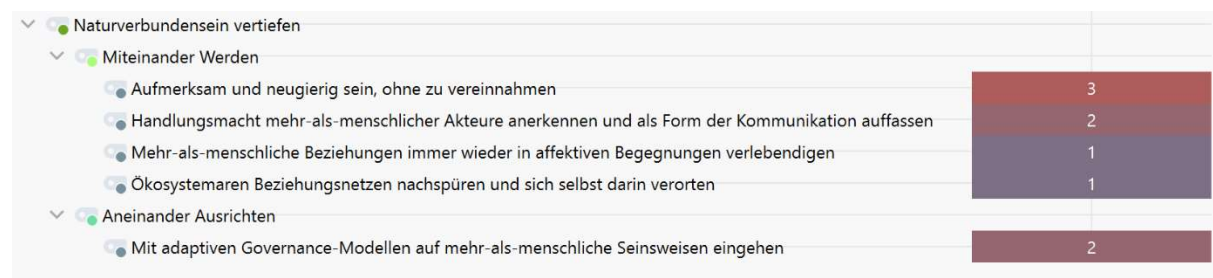 Naturverbundensein vertiefen
Miteinander Werden
Aufmerksam und neugierig sein, ohne zu vereinnahmen 3
Handlungsmacht mehr-als-menschlicher Akteure anerkennen und als Form der Kommunikation auffassen 2
Mehr-als-menschliche Beziehungen immer wieder in affektiven Begegnungen verlebendigen 1
Ökosystemaren Beziehungsnetzen nachspüren und sich selbst darin verorten 1
Aneinander Ausrichten
Mit adaptiven Governance-Modellen auf mehr-als-menschliche Seinsweisen eingehen 2